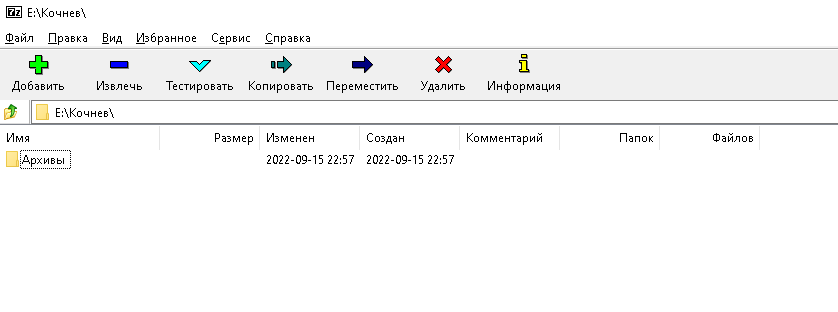 7z E:\Кочнев\
Файл Правка Вид Избранное Сервис Справка
Добавить Извлечь Тестировать Копировать Переместить Удалить Информация
E:\Кочнев\
Имя Размер Изменен Создан Комментарий Папок Файлов
Архивы 2022-09-15 22:57 2022-09-15 22:57